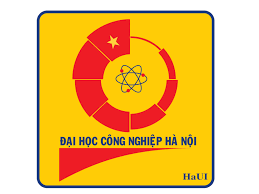 ĐẠI HỌC CÔNG NGHIỆP HÀ NỘI
HaUI